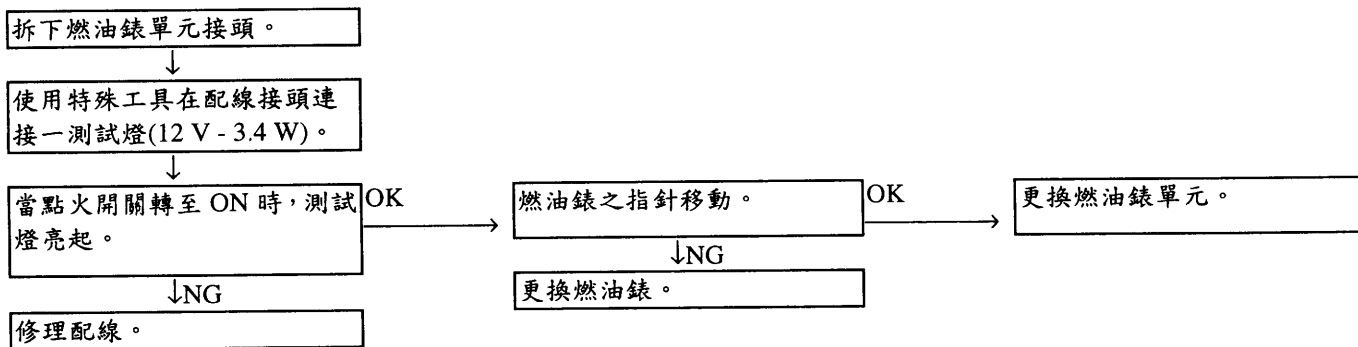 拆下燃油錶單元接頭。
↓
使用特殊工具在配線接頭連
接一測試燈(12 V - 3.4 W)。
↓
當點火開關轉至 ON 時，測試
燈亮起。
OK
燃油錶之指針移動。
OK
更換燃油錶單元。
↓NG
修理配線。
↓NG
更換燃油錶。